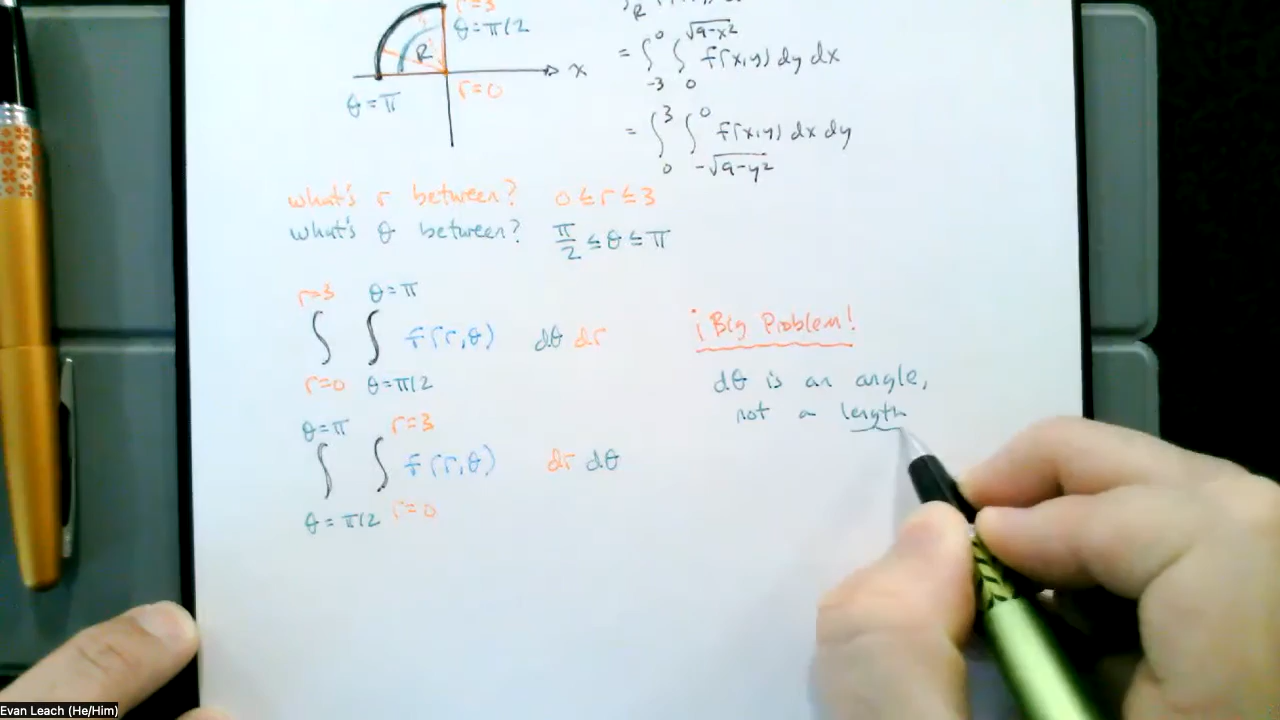 r=3
θ=π/2
R
x
θ=π
r=0
= ∫_{-3}^{0} ∫_{0}^{√(9-x²)} f(x,y) dy dx
= ∫_{0}^{3} ∫_{-√(9-y²)}^{0} f(x,y) dx dy
what's r between? 0≤r≤3
what's θ between? π/2 ≤θ≤π
∫_{r=0}^{r=3} ∫_{θ=π/2}^{θ=π} f(r,θ) dθ dr
∫_{θ=π/2}^{θ=π} ∫_{r=0}^{r=3} f(r,θ) dr dθ
¡Big Problem!
dθ is an angle,
not a length
Evan Leach (He/Him)